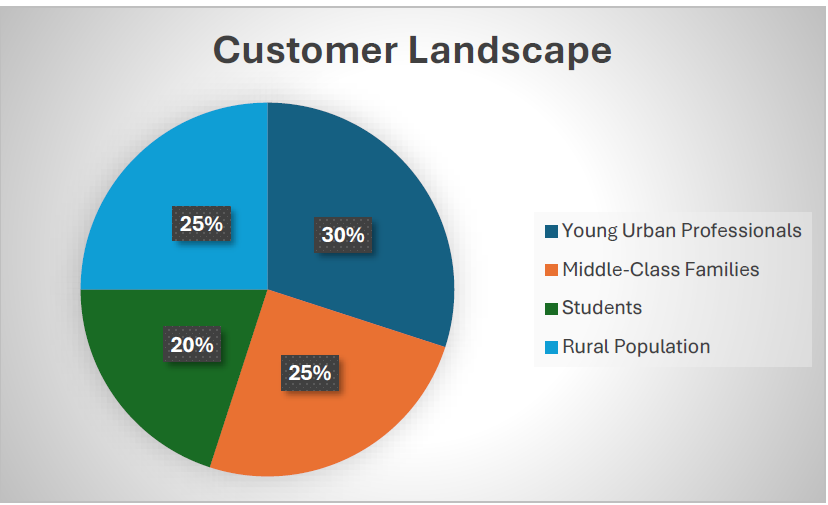 Customer Landscape
25%
30%
20%
25%
Young Urban Professionals
Middle-Class Families
Students
Rural Population